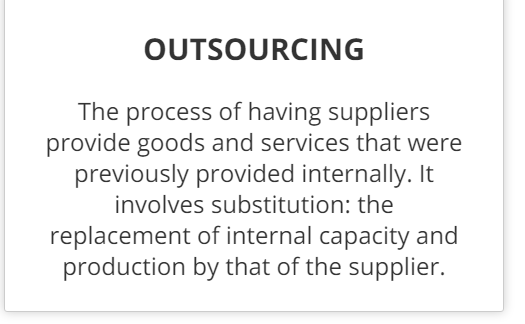 OUTSOURCING
The process of having suppliers
provide goods and services that were
previously provided internally. It
involves substitution: the
replacement of internal capacity and
production by that of the supplier.